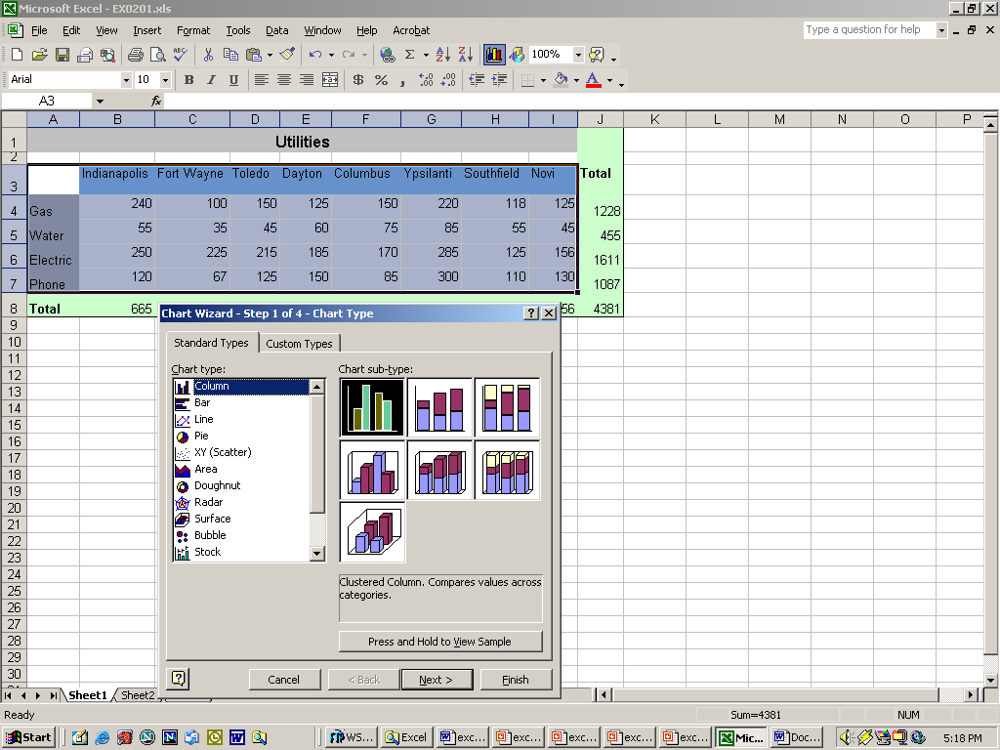 Microsoft Excel - EX0201.xls
File Edit View Insert Format Tools Data Window Help Acrobat Type a question for help
100%
Arial 10 B I U $ % ,
A3 fx
A B C D E F G H I J K L M N O P
1 Utilities
2
3 Indianapolis Fort Wayne Toledo Dayton Columbus Ypsilanti Southfield Novi Total
4 Gas 240 100 150 125 150 220 118 125 1228
5 Water 55 35 45 60 75 85 55 45 455
6 Electric 250 225 215 185 170 285 125 156 1611
7 Phone 120 67 125 150 85 300 110 130 1087
8 Total 665 56 4381
Chart Wizard - Step 1 of 4 - Chart Type
Standard Types Custom Types
Chart type: Chart sub-type:
Column
Bar
Line
Pie
XY (Scatter)
Area
Doughnut
Radar
Surface
Bubble
Stock
Clustered Column. Compares values across
categories.
Press and Hold to View Sample
Cancel < Back Next > Finish
9
10
11
12
13
14
15
16
17
18
19
20
21
22
23
24
25
26
27
28
29
30
Sheet1 Sheet2
Ready Sum=4381 NUM
Start WS... Excel exc... exc... exc... exc... exc... Mic... Doc... 5:18 PM